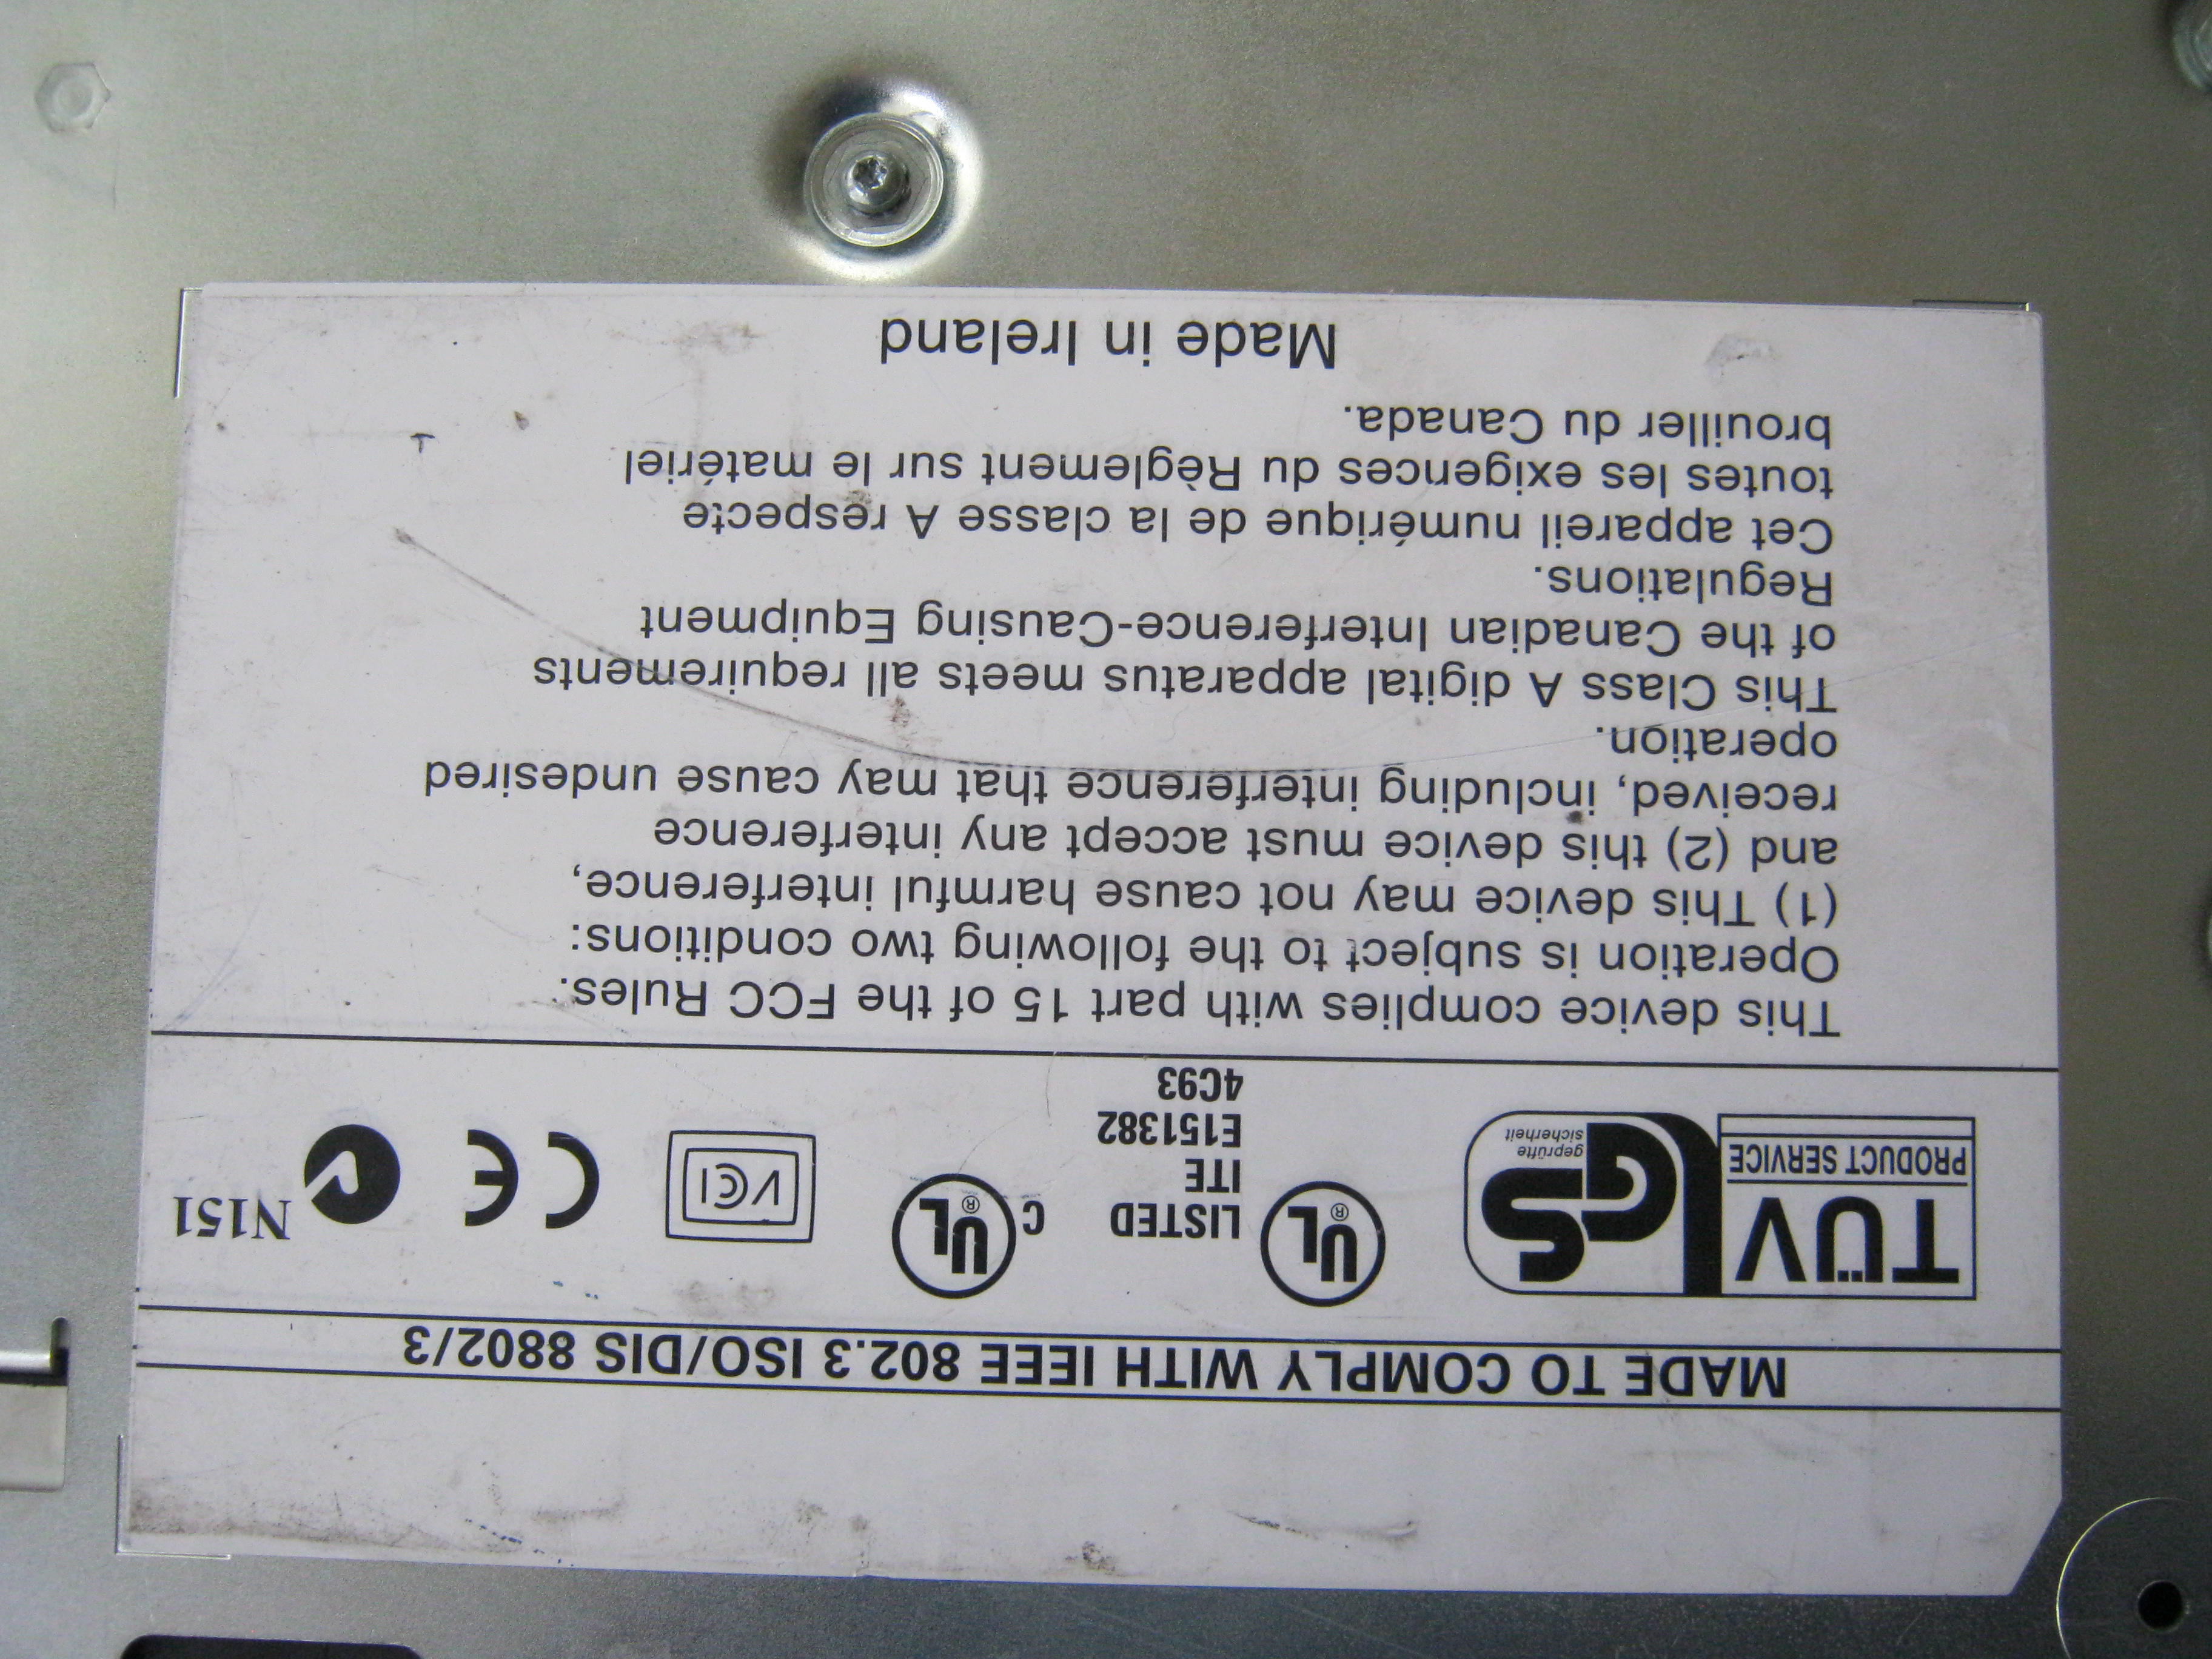 MADE TO COMPLY WITH IEEE 802.3 ISO/DIS 8802/3
TÜV
PRODUCT SERVICE
GS
geprüfte
sicherheit
UL ®
LISTED
ITE
E151382
4C93
C UL ®
VCI
CE
N151
This device complies with part 15 of the FCC Rules.
Operation is subject to the following two conditions:
(1) This device may not cause harmful interference,
and (2) this device must accept any interference
received, including interference that may cause undesired
operation.
This Class A digital apparatus meets all requirements
of the Canadian Interference-Causing Equipment
Regulations.
Cet appareil numérique de la classe A respecte
toutes les exigences du Règlement sur le matériel
brouiller du Canada.
Made in Ireland